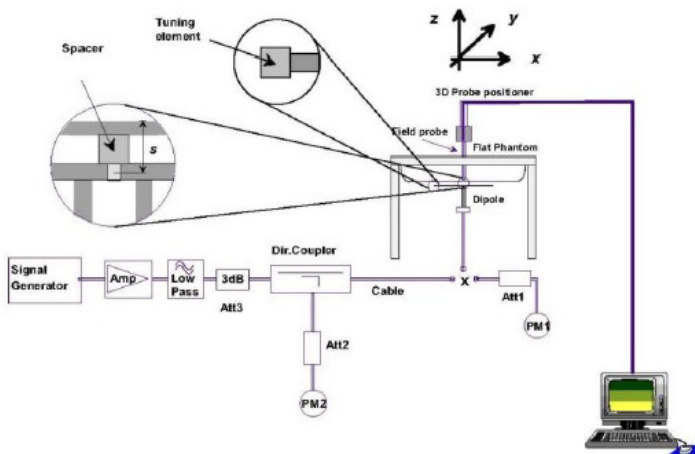 Tuning
element
Spacer
s
z
y
x
3D Probe positioner
Field probe
Flat Phantom
Dipole
Signal
Generator
Amp
Low
Pass
3dB
Att3
Dir.Coupler
Cable
x
Att1
PM1
Att2
PM2